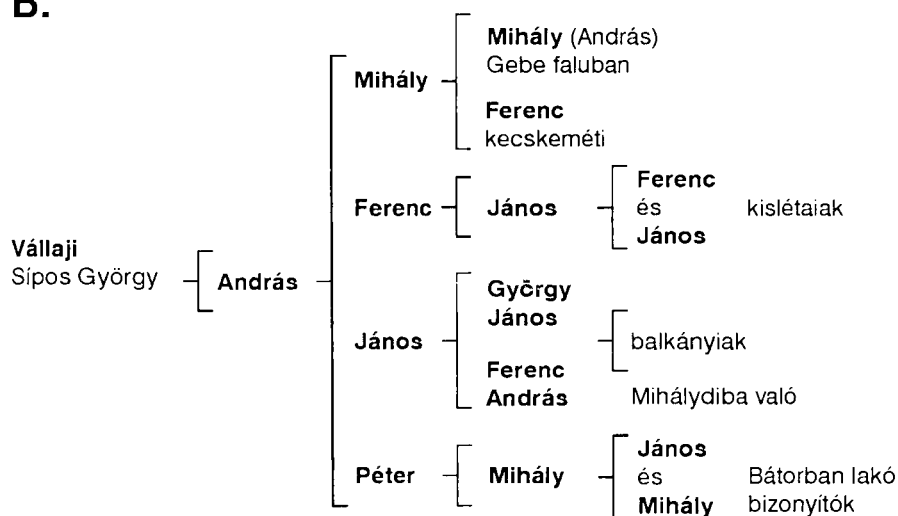 B.
Mihály (András)
Gebe faluban
Mihály
Ferenc
kecskeméti
Ferenc
János
Ferenc
és kislétaiak
János
Vállaji
Sípos György
András
György
János
János
balkányiak
Ferenc
András Mihálydiba való
Péter
Mihály
János
és Bátorban lakó
Mihály bizonyítók